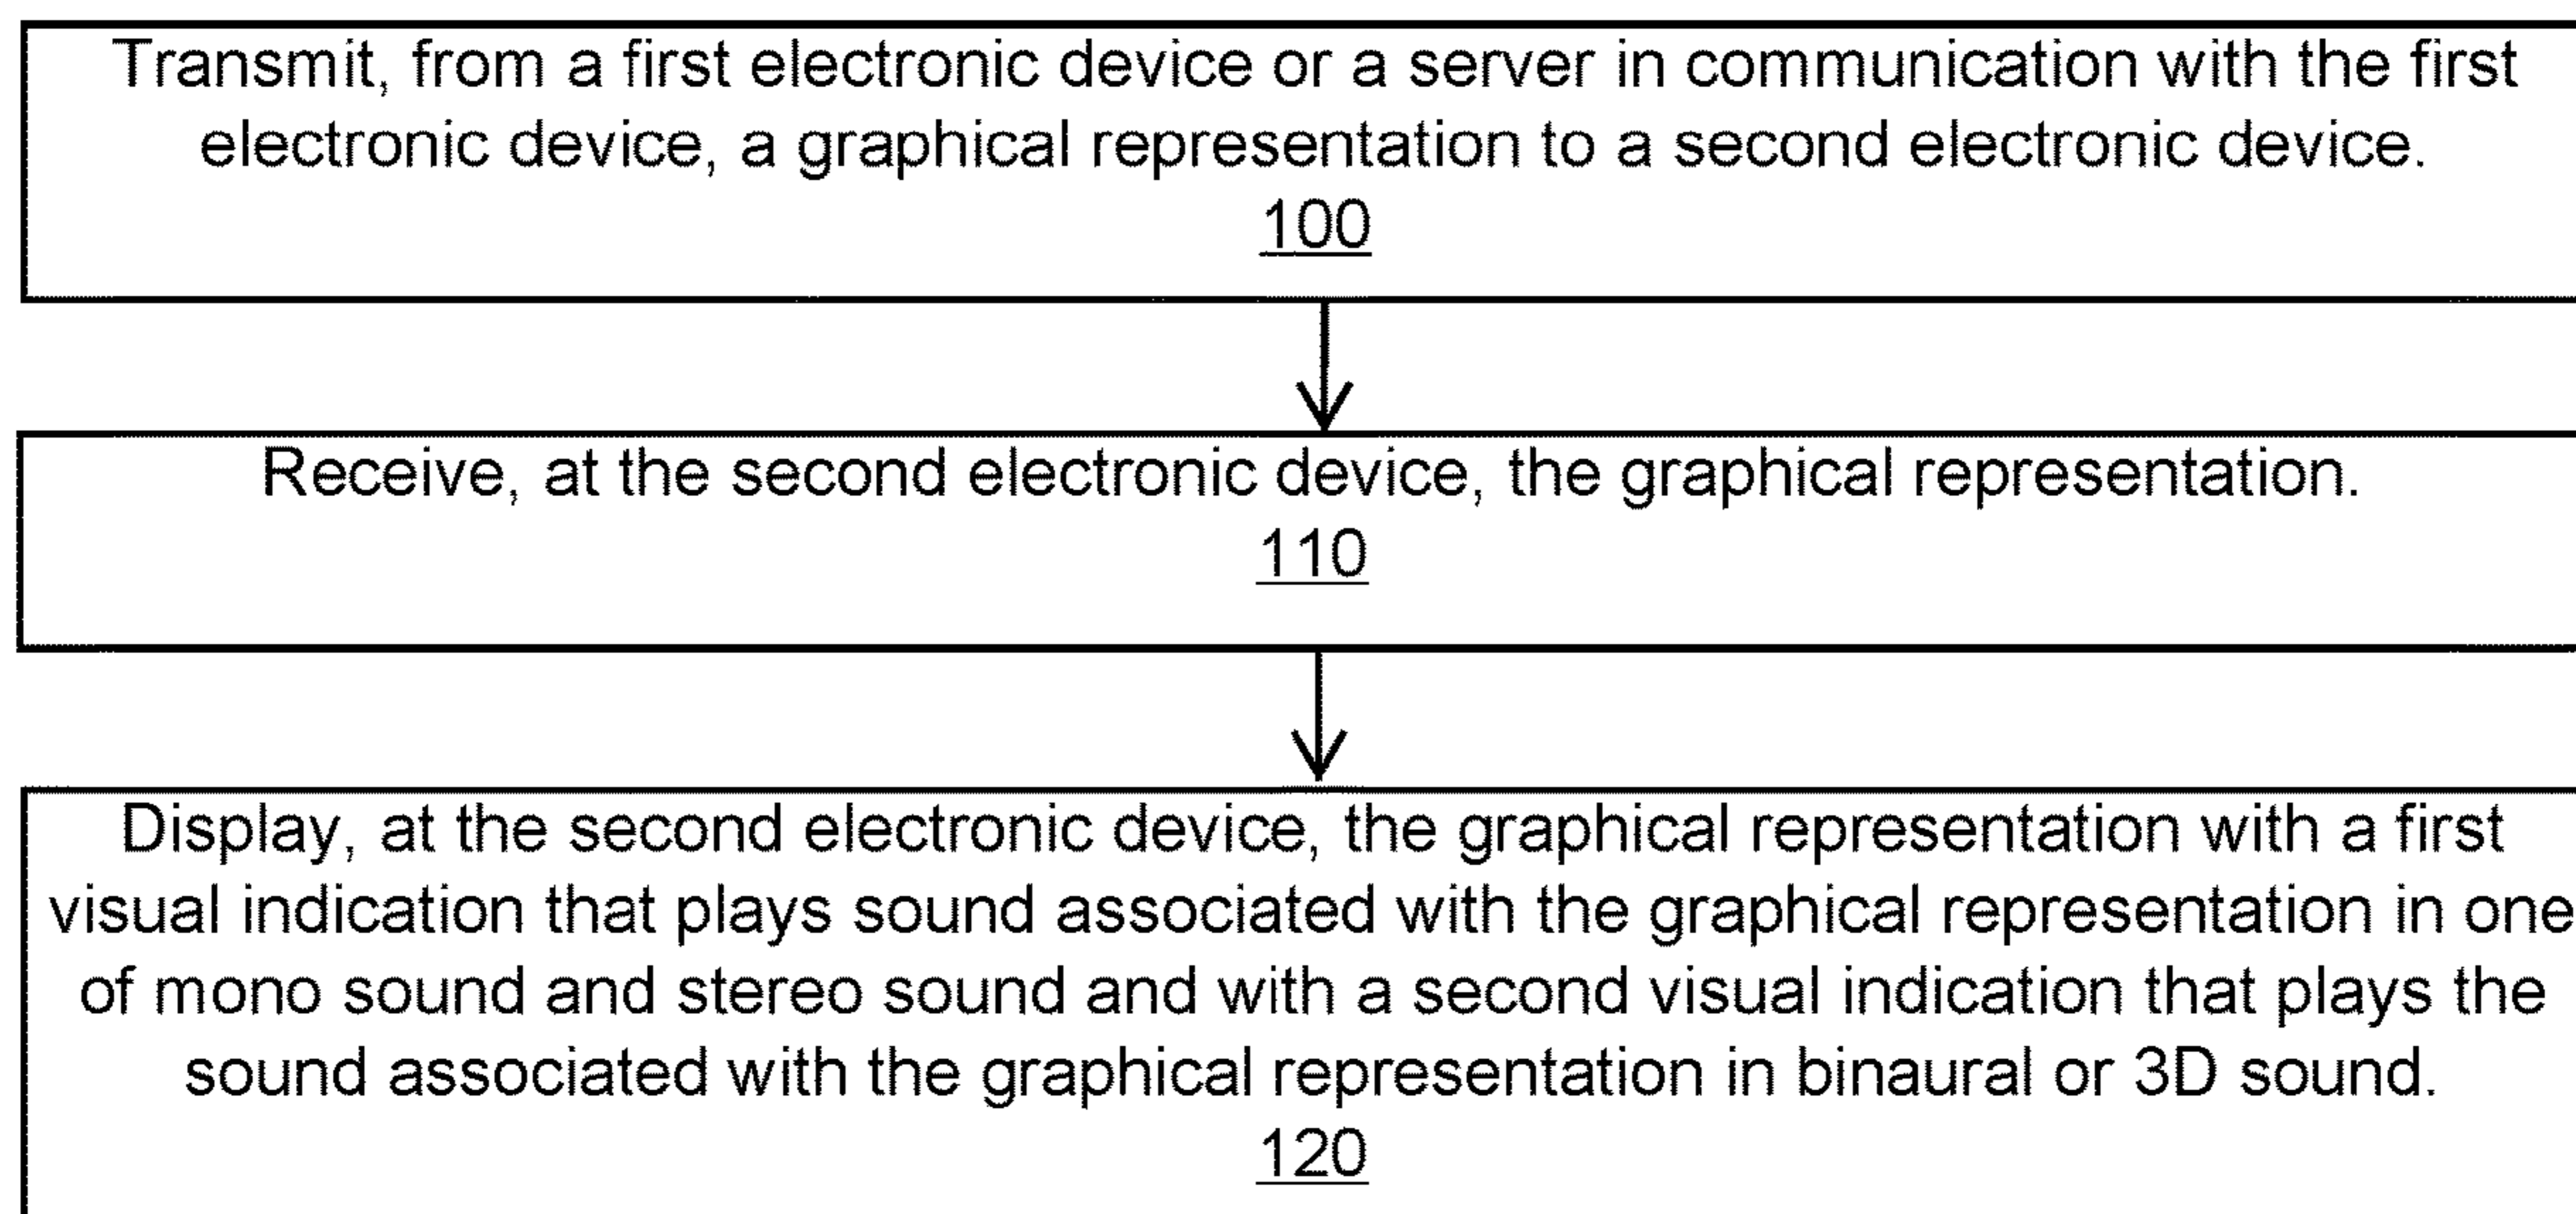 Transmit, from a first electronic device or a server in communication with the first
electronic device, a graphical representation to a second electronic device.
100
Receive, at the second electronic device, the graphical representation.
110
Display, at the second electronic device, the graphical representation with a first
visual indication that plays sound associated with the graphical representation in one
of mono sound and stereo sound and with a second visual indication that plays the
sound associated with the graphical representation in binaural or 3D sound.
120